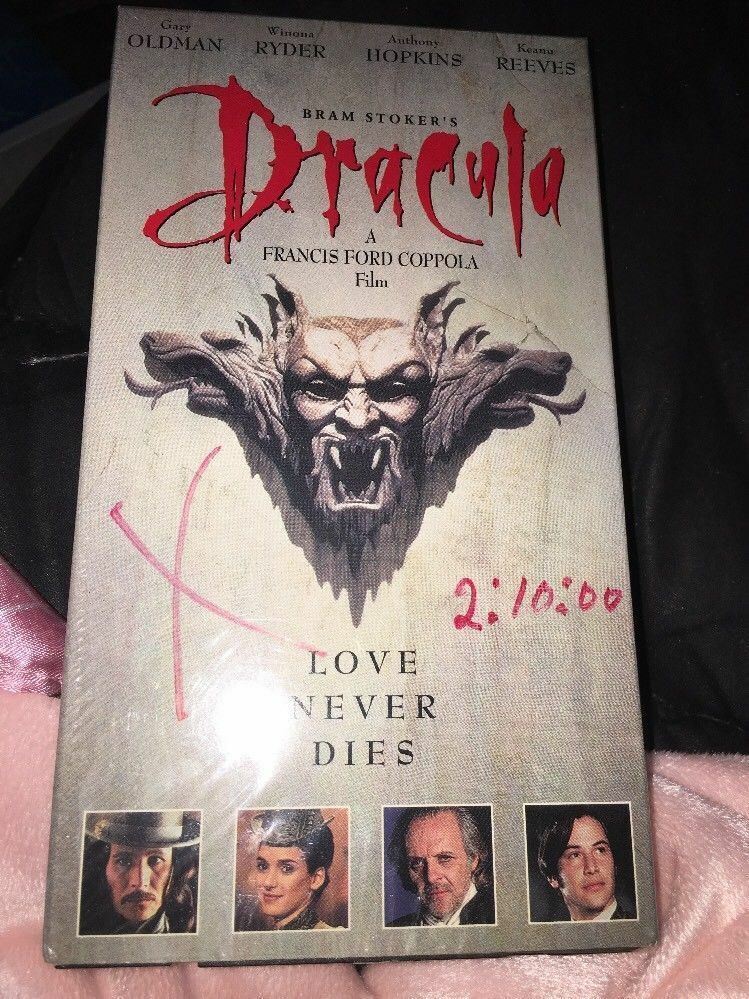 Gary Winona Anthony Keanu
OLDMAN RYDER HOPKINS REEVES
BRAM STOKER'S
Dracula
A
FRANCIS FORD COPPOLA
Film
X
2:10:00
LOVE
NEVER
DIES